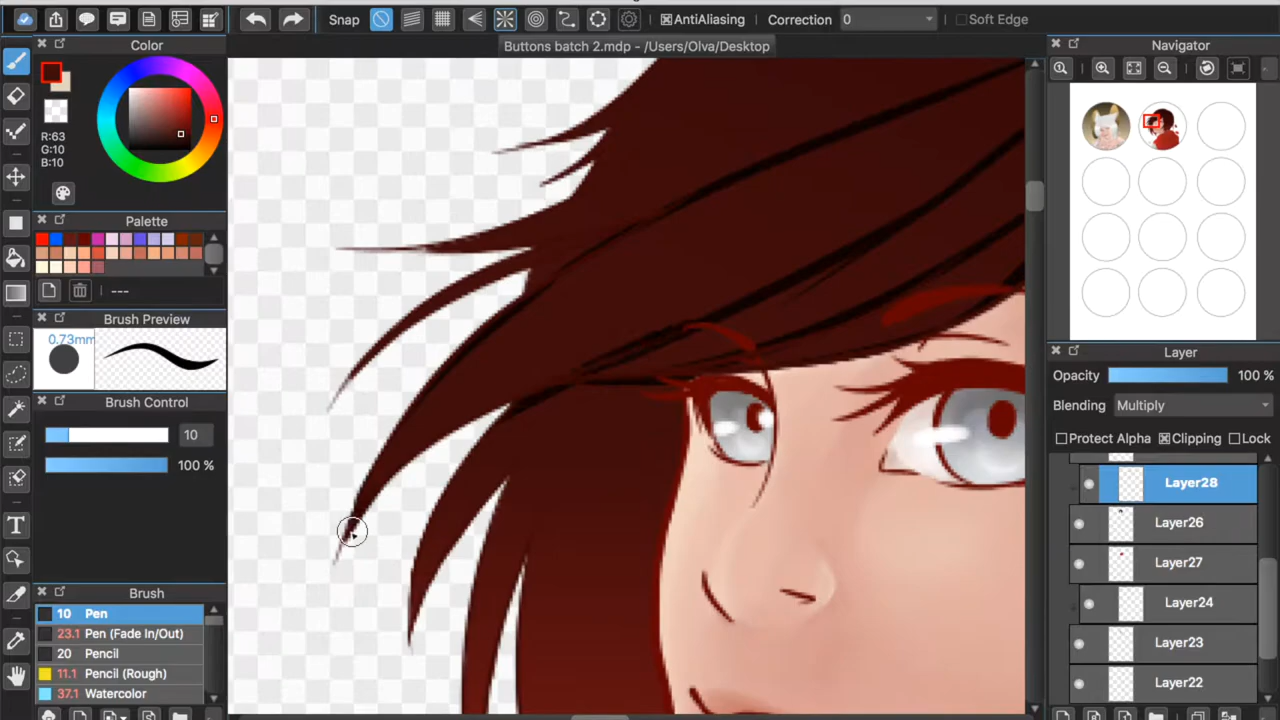 Snap
AntiAliasing
Correction 0
Soft Edge
Color
Buttons batch 2.mdp - /Users/Olva/Desktop
Navigator
R:63
G:10
B:10
Palette
---
Brush Preview
0.73mm
Brush Control
10
100 %
Brush
10 Pen
23.1 Pen (Fade In/Out)
20 Pencil
11.1 Pencil (Rough)
37.1 Watercolor
Layer
Opacity 100 %
Blending Multiply
Protect Alpha Clipping Lock
Layer28
Layer26
Layer27
Layer24
Layer23
Layer22